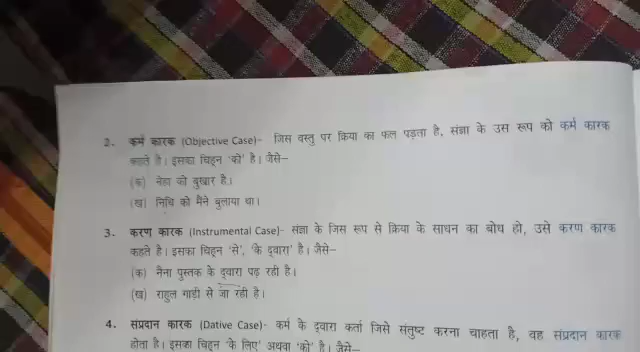 2. कर्म कारक (Objective Case)- जिस वस्तु पर क्रिया का फल पड़ता है, संज्ञा के उस रूप को कर्म कारक
कहते है। इसका चिह्न 'को' है। जैसे–
(क) नेहा को बुखार है।
(ख) निधि को मैंने बुलाया था।
3. करण कारक (Instrumental Case)- संज्ञा के जिस रूप से क्रिया के साधन का बोध हो, उसे करण कारक
कहते है। इसका चिह्न 'से', 'के द्वारा' है। जैसे–
(क) नैना पुस्तक के द्वारा पढ़ रही है।
(ख) राहुल गाड़ी से जा रही है।
4. संप्रदान कारक (Dative Case)- कर्म के द्वारा कर्ता जिसे संतुष्ट करना चाहता है, वह संप्रदान कारक
होता है। इसका चिह्न 'के लिए' अथवा 'को' है। जैसे–